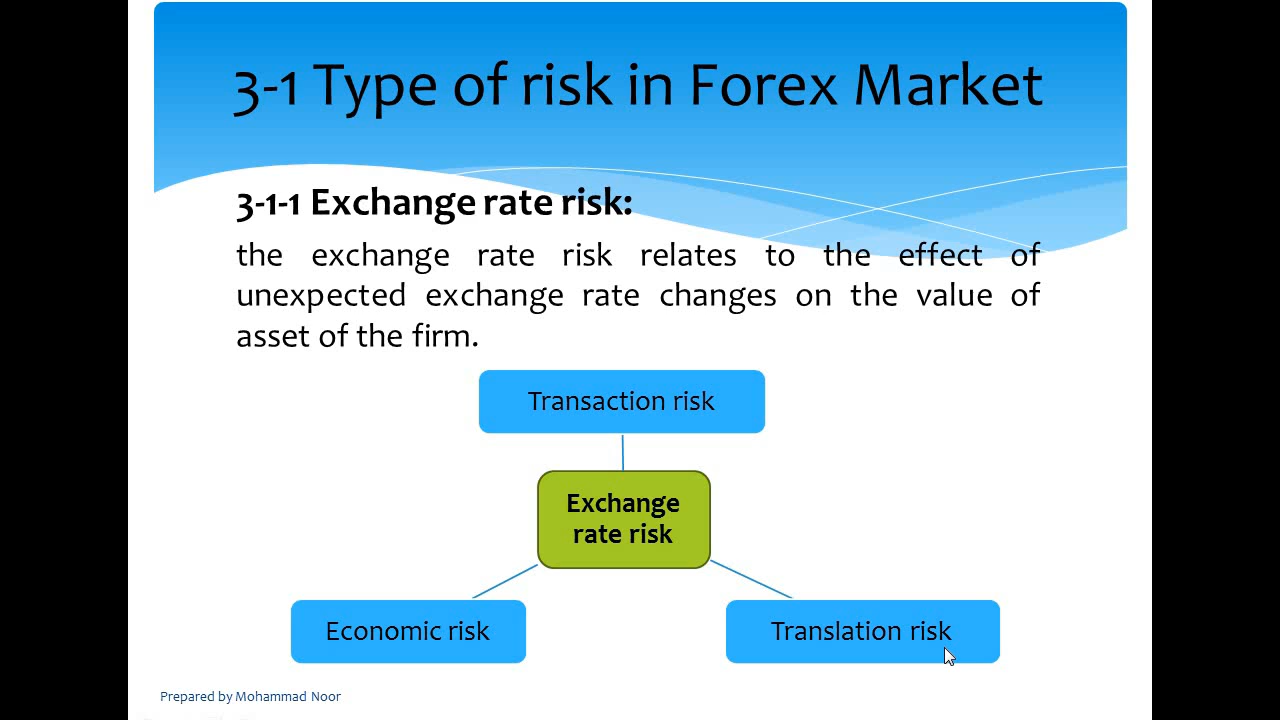 3-1 Type of risk in Forex Market
3-1-1 Exchange rate risk:
the exchange rate risk relates to the effect of
unexpected exchange rate changes on the value of
asset of the firm.
Transaction risk
Exchange
rate risk
Economic risk
Translation risk
Prepared by Mohammad Noor